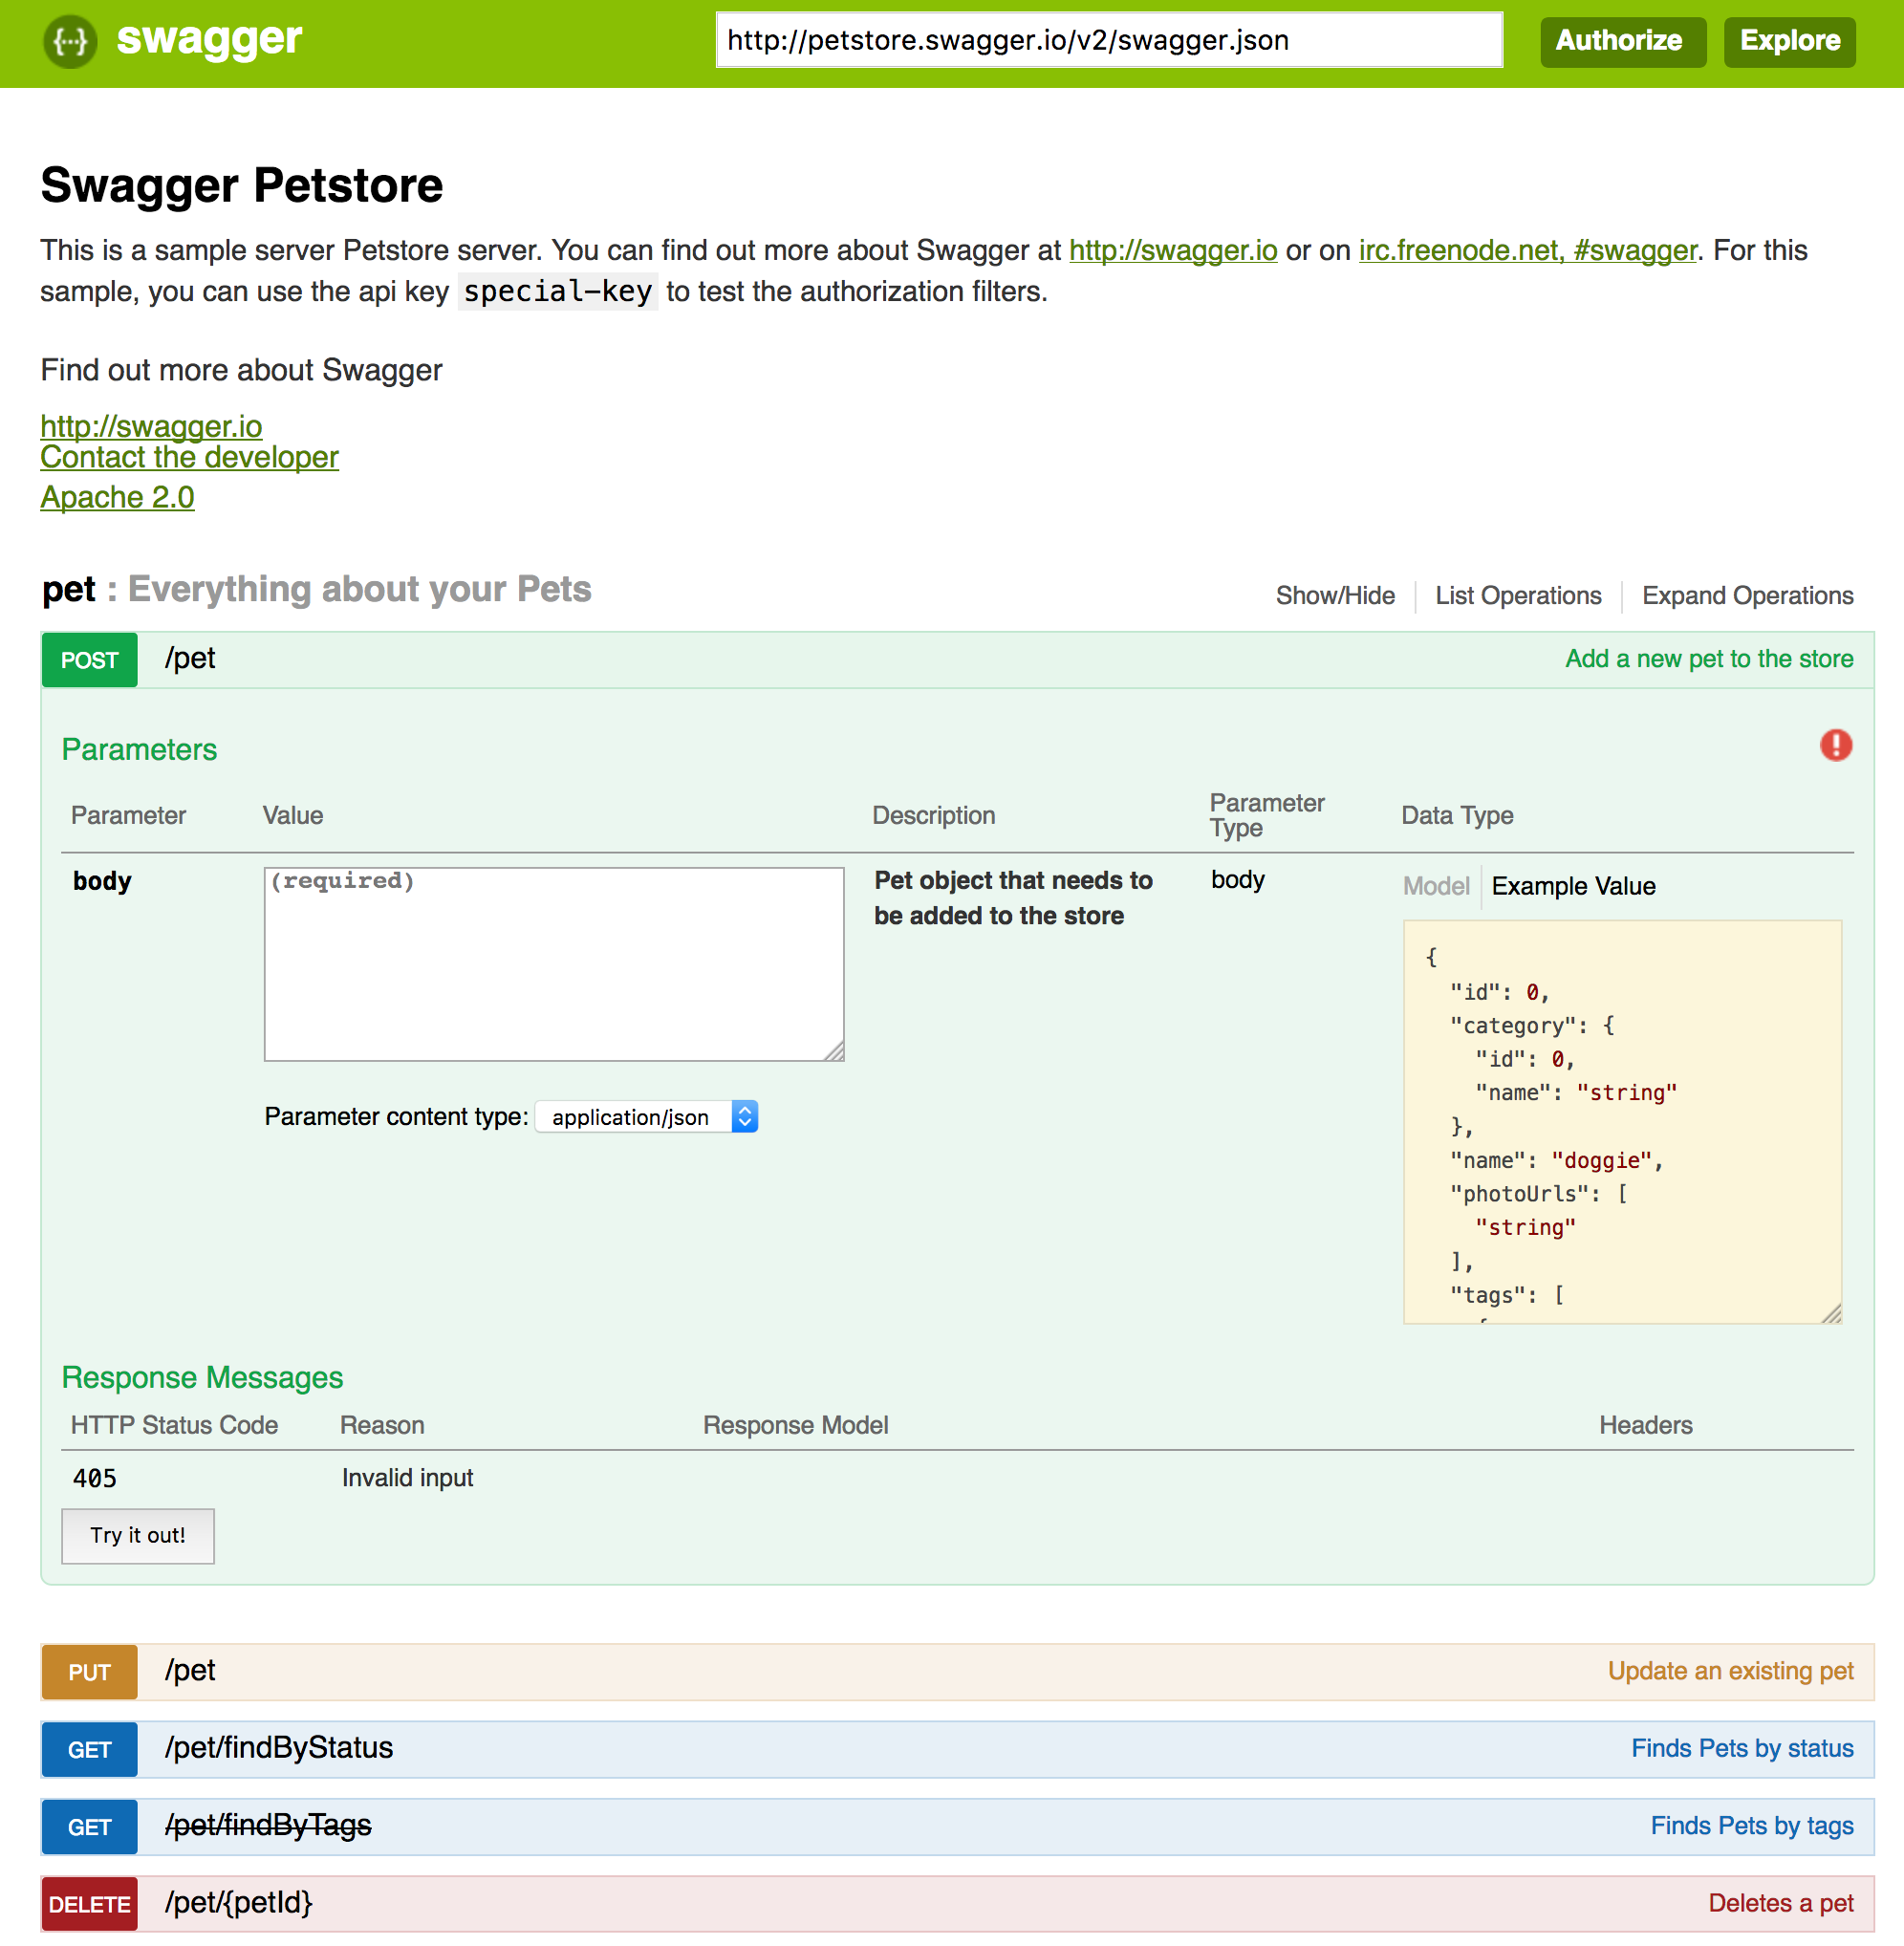 {···} swagger
http://petstore.swagger.io/v2/swagger.json
Authorize
Explore
Swagger Petstore
This is a sample server Petstore server. You can find out more about Swagger at http://swagger.io or on irc.freenode.net, #swagger. For this
sample, you can use the api key special-key to test the authorization filters.
Find out more about Swagger
http://swagger.io
Contact the developer
Apache 2.0
pet : Everything about your Pets
Show/Hide
List Operations
Expand Operations
POST /pet Add a new pet to the store
Parameters
Parameter Value Description Parameter Type Data Type
body
(required)
Pet object that needs to
be added to the store
body
Model Example Value
{
"id": 0,
"category": {
"id": 0,
"name": "string"
},
"name": "doggie",
"photoUrls": [
"string"
],
"tags": [
Parameter content type: application/json
Response Messages
HTTP Status Code Reason Response Model Headers
405 Invalid input
Try it out!
PUT /pet Update an existing pet
GET /pet/findByStatus Finds Pets by status
GET /pet/findByTags Finds Pets by tags
DELETE /pet/{petId} Deletes a pet